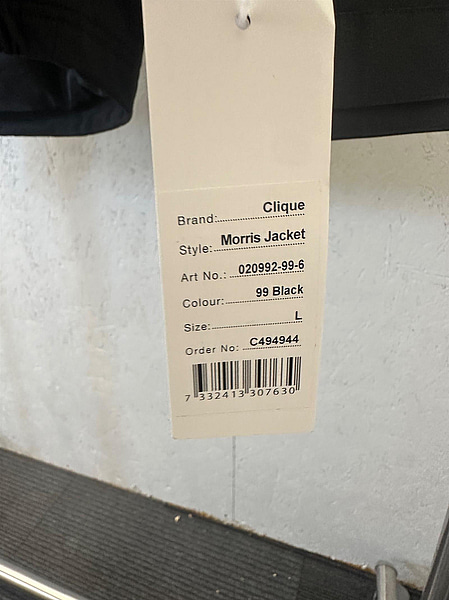 Brand: Clique
Style: Morris Jacket
Art No.: 020992-99-6
Colour: 99 Black
Size: L
Order No: C494944
7 332413 307630